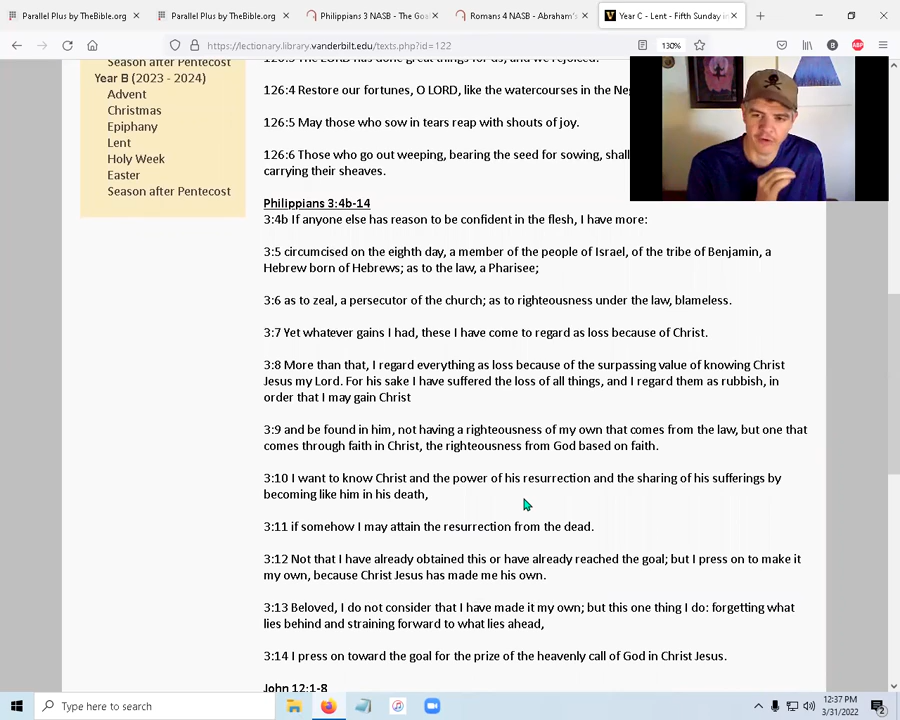 Parallel Plus by TheBible.org
Parallel Plus by TheBible.org
Philippians 3 NASB - The Go
Romans 4 NASB - Abraham's
Year C - Lent - Fifth Sunday i
https://lectionary.library.vanderbilt.edu/texts.php?id=122
130%
B
ABP
Season after Pentecost
Year B (2023 - 2024)
Advent
Christmas
Epiphany
Lent
Holy Week
Easter
Season after Pentecost
126:3 The LORD has done great things for us, and we rejoiced.
126:4 Restore our fortunes, O LORD, like the watercourses in the Ne
126:5 May those who sow in tears reap with shouts of joy.
126:6 Those who go out weeping, bearing the seed for sowing, shall
carrying their sheaves.
Philippians 3:4b-14
3:4b If anyone else has reason to be confident in the flesh, I have more:
3:5 circumcised on the eighth day, a member of the people of Israel, of the tribe of Benjamin, a
Hebrew born of Hebrews; as to the law, a Pharisee;
3:6 as to zeal, a persecutor of the church; as to righteousness under the law, blameless.
3:7 Yet whatever gains I had, these I have come to regard as loss because of Christ.
3:8 More than that, I regard everything as loss because of the surpassing value of knowing Christ
Jesus my Lord. For his sake I have suffered the loss of all things, and I regard them as rubbish, in
order that I may gain Christ
3:9 and be found in him, not having a righteousness of my own that comes from the law, but one that
comes through faith in Christ, the righteousness from God based on faith.
3:10 I want to know Christ and the power of his resurrection and the sharing of his sufferings by
becoming like him in his death,
3:11 if somehow I may attain the resurrection from the dead.
3:12 Not that I have already obtained this or have already reached the goal; but I press on to make it
my own, because Christ Jesus has made me his own.
3:13 Beloved, I do not consider that I have made it my own; but this one thing I do: forgetting what
lies behind and straining forward to what lies ahead,
3:14 I press on toward the goal for the prize of the heavenly call of God in Christ Jesus.
John 12:1-8
Type here to search
12:37 PM
3/31/2022
2